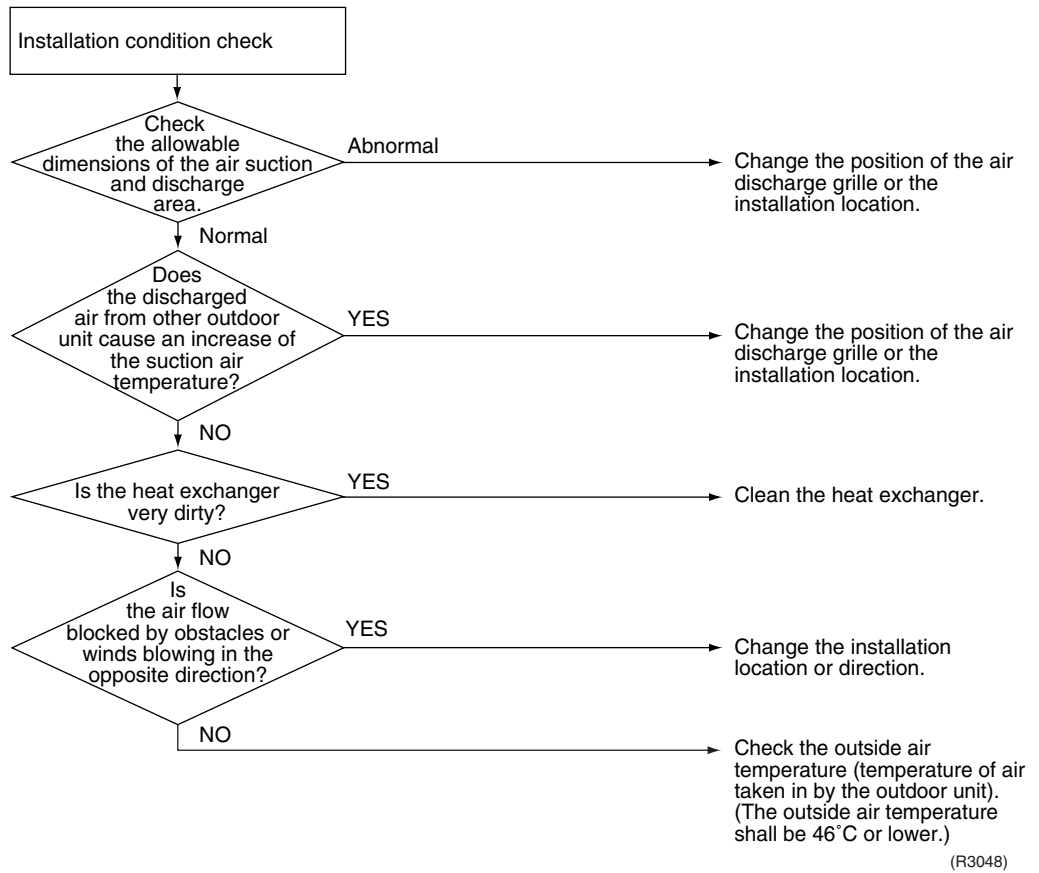 Installation condition check
Check
the allowable
dimensions of the air suction
and discharge
area.
Abnormal
Change the position of the air
discharge grille or the
installation location.
Normal
Does
the discharged
air from other outdoor
unit cause an increase of
the suction air
temperature?
YES
Change the position of the air
discharge grille or the
installation location.
NO
Is the heat exchanger
very dirty?
YES
Clean the heat exchanger.
NO
Is
the air flow
blocked by obstacles or
winds blowing in the
opposite direction?
YES
Change the installation
location or direction.
NO
Check the outside air
temperature (temperature of air
taken in by the outdoor unit).
(The outside air temperature
shall be 46˚C or lower.)
(R3048)